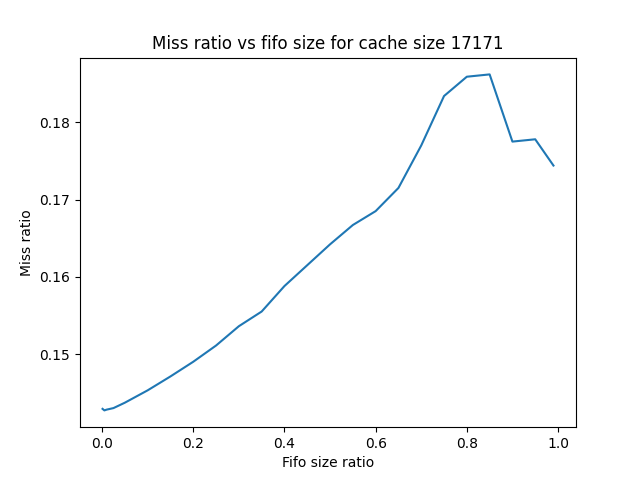 Miss ratio vs fifo size for cache size 17171
0.18
0.17
0.16
0.15
Miss ratio
0.0 0.2 0.4 0.6 0.8 1.0
Fifo size ratio